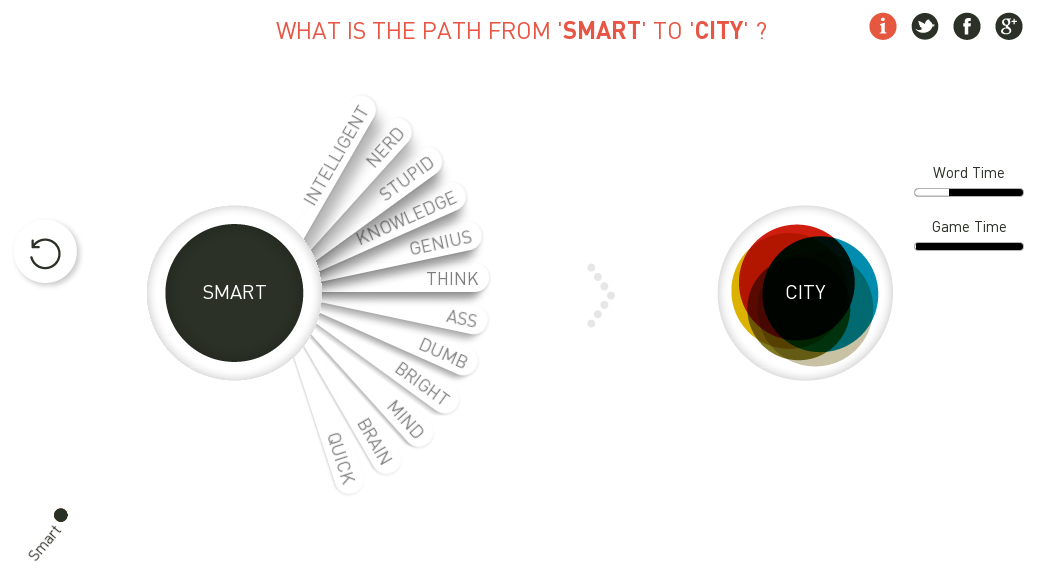 WHAT IS THE PATH FROM 'SMART' TO 'CITY' ?
i
f
g+
Word Time
Game Time
INTELLIGENT
NERD
STUPID
KNOWLEDGE
GENIUS
THINK
ASS
DUMB
BRIGHT
MIND
BRAIN
QUICK
SMART
CITY
Smart